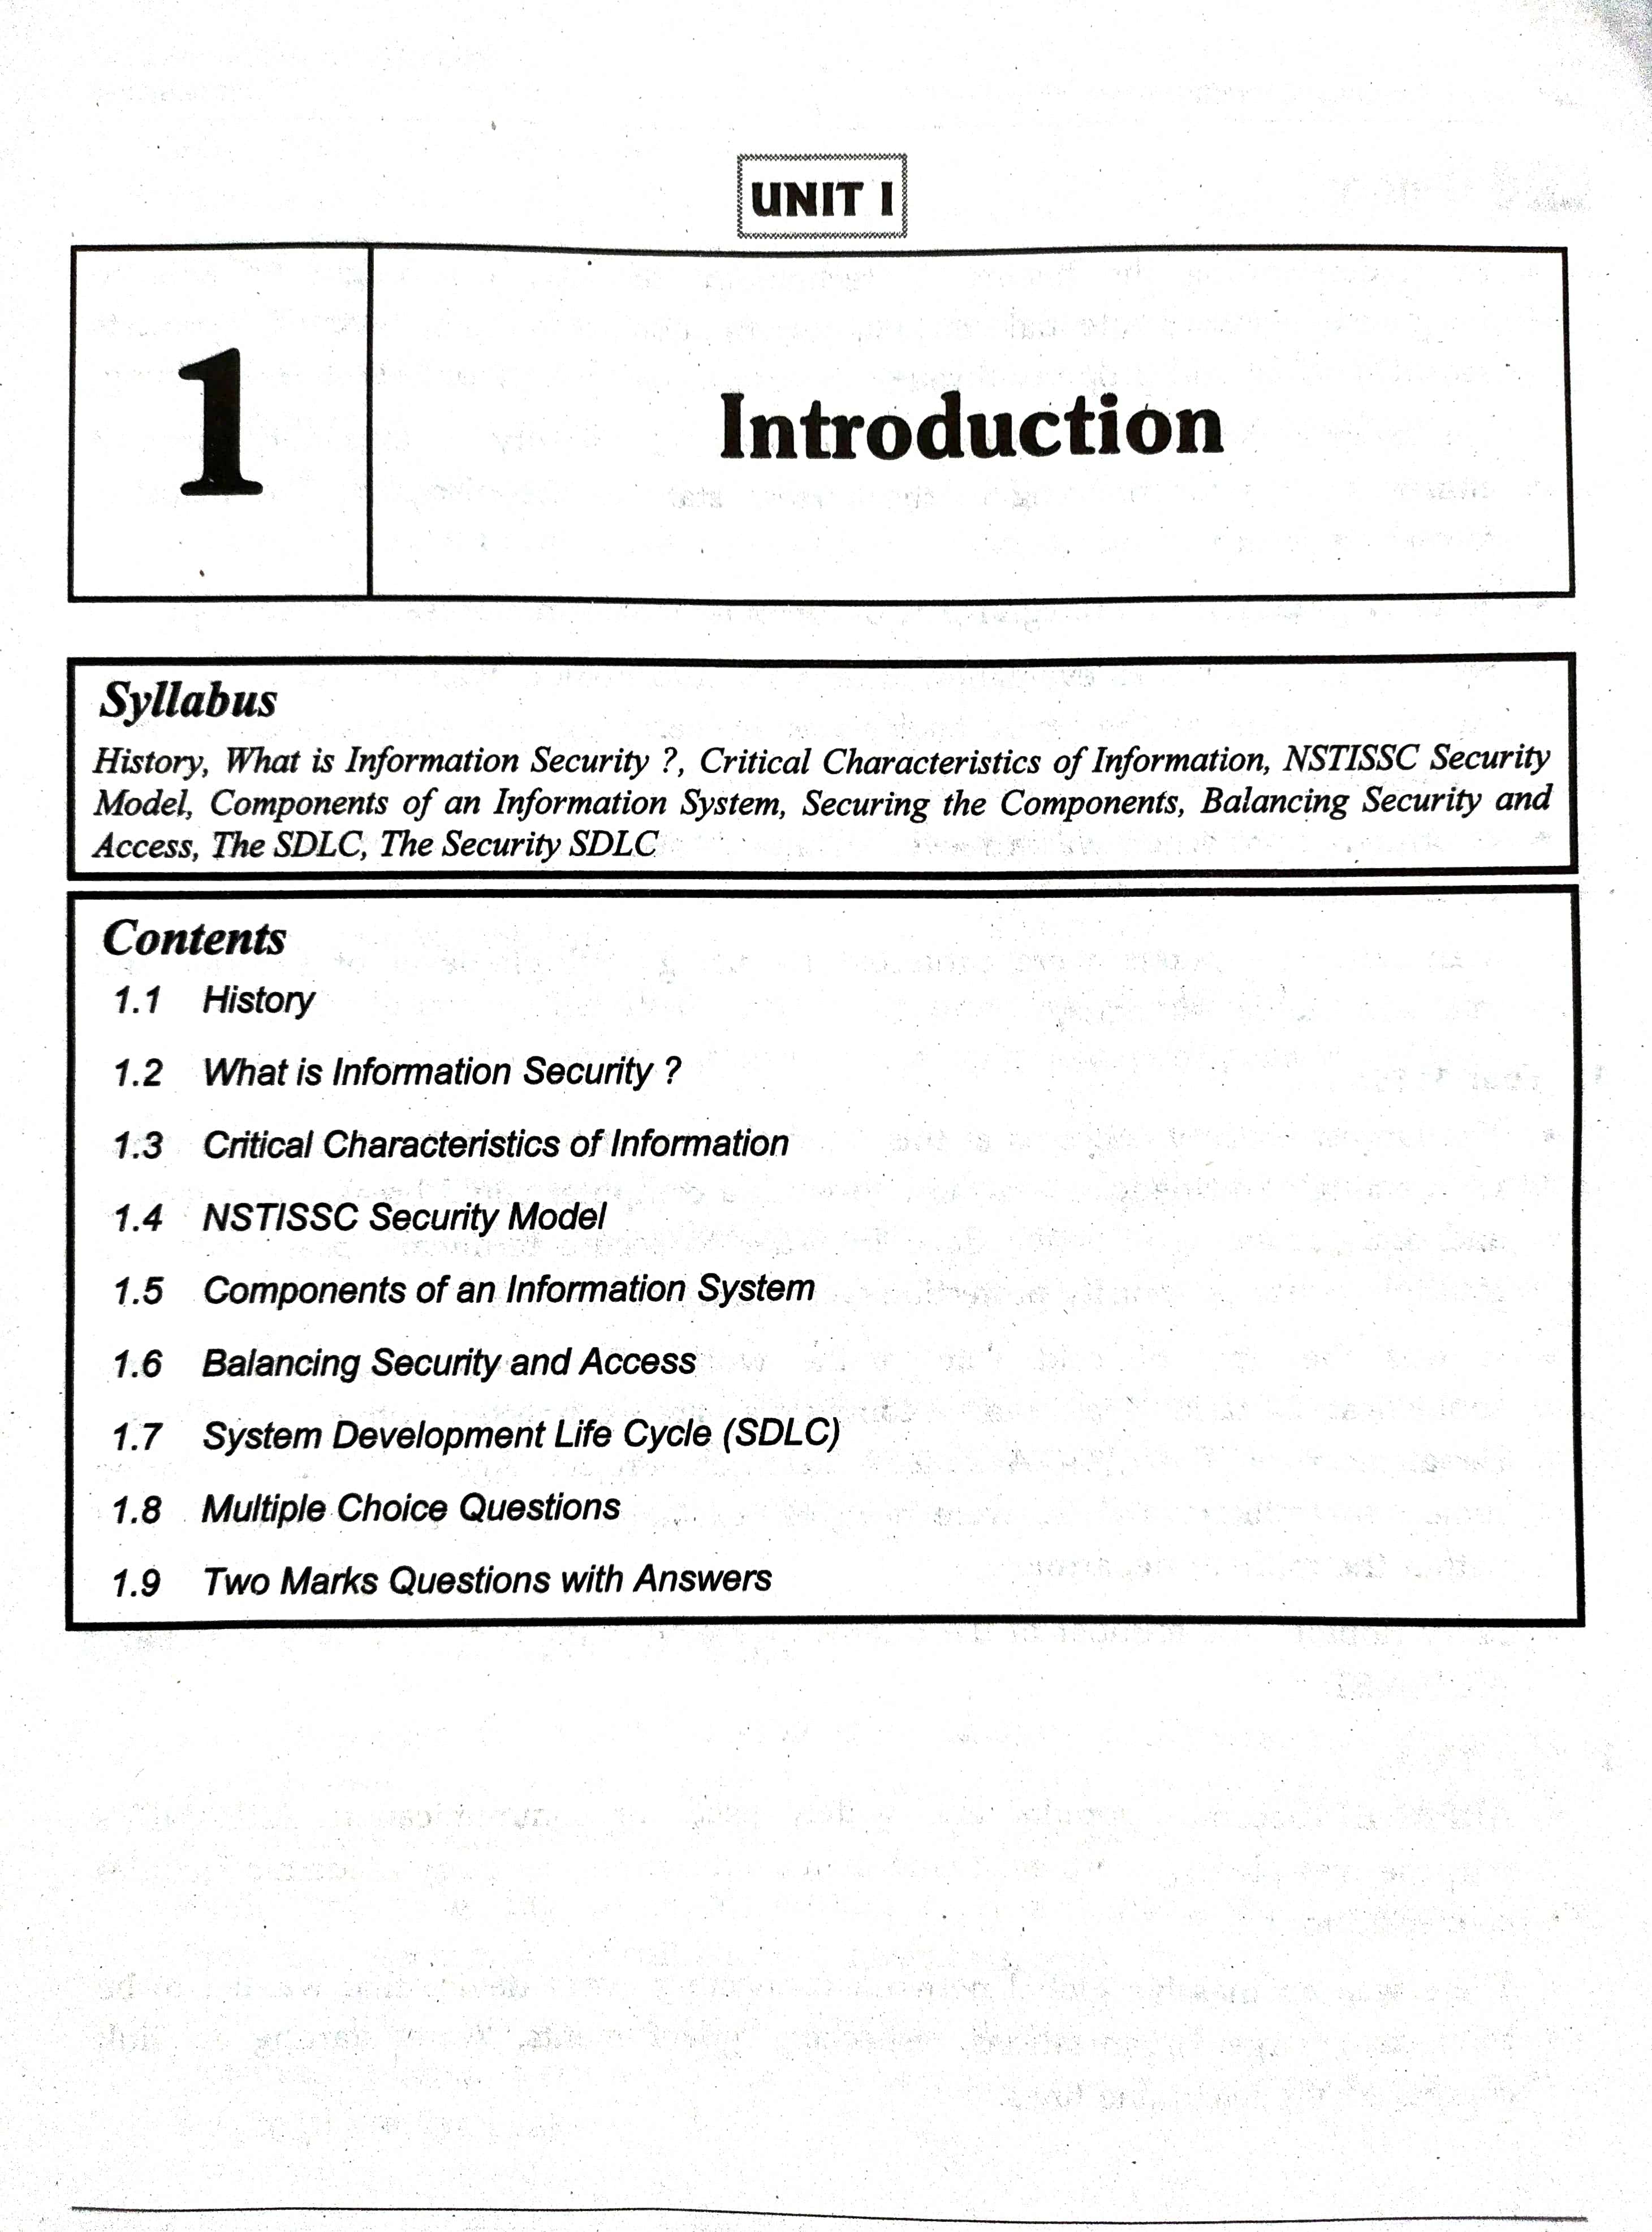 UNIT I
1
Introduction
Syllabus
History, What is Information Security ?, Critical Characteristics of Information, NSTISSC Security
Model, Components of an Information System, Securing the Components, Balancing Security and
Access, The SDLC, The Security SDLC
Contents
1.1 History
1.2 What is Information Security ?
1.3 Critical Characteristics of Information
1.4 NSTISSC Security Model
1.5 Components of an Information System
1.6 Balancing Security and Access
1.7 System Development Life Cycle (SDLC)
1.8 Multiple Choice Questions
1.9 Two Marks Questions with Answers